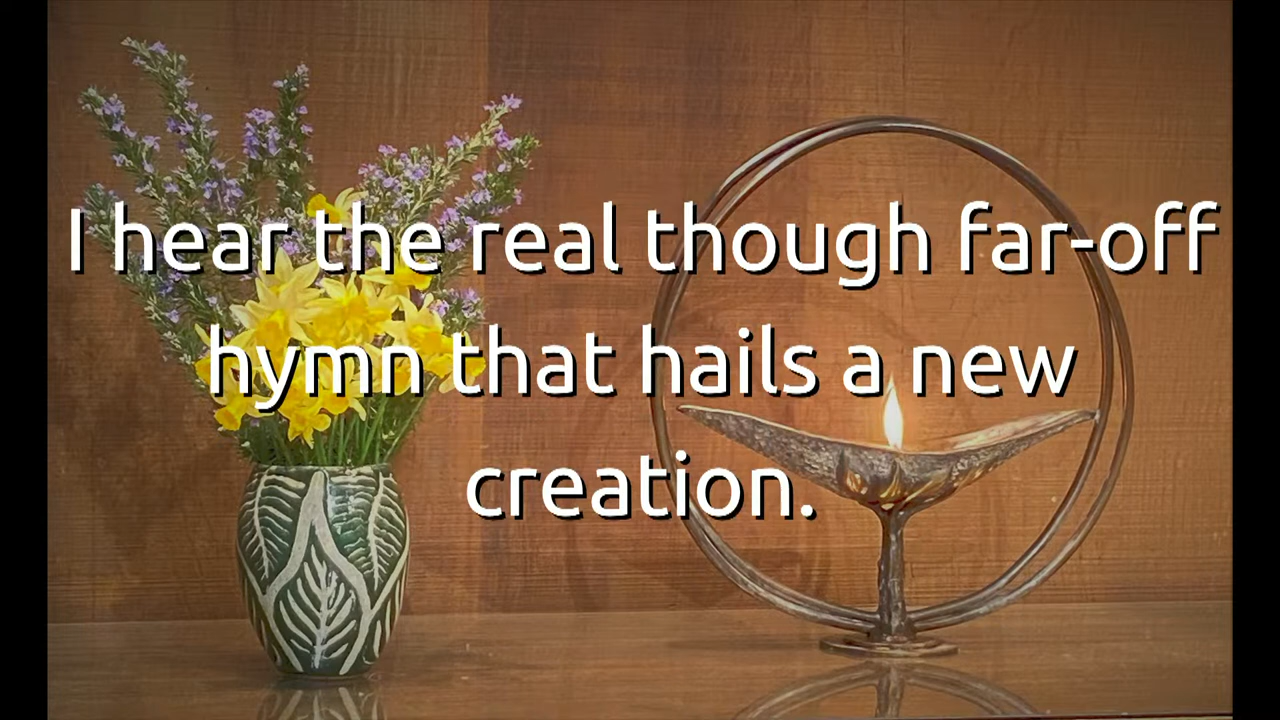 I hear the real though far-off
hymn that hails a new
creation.